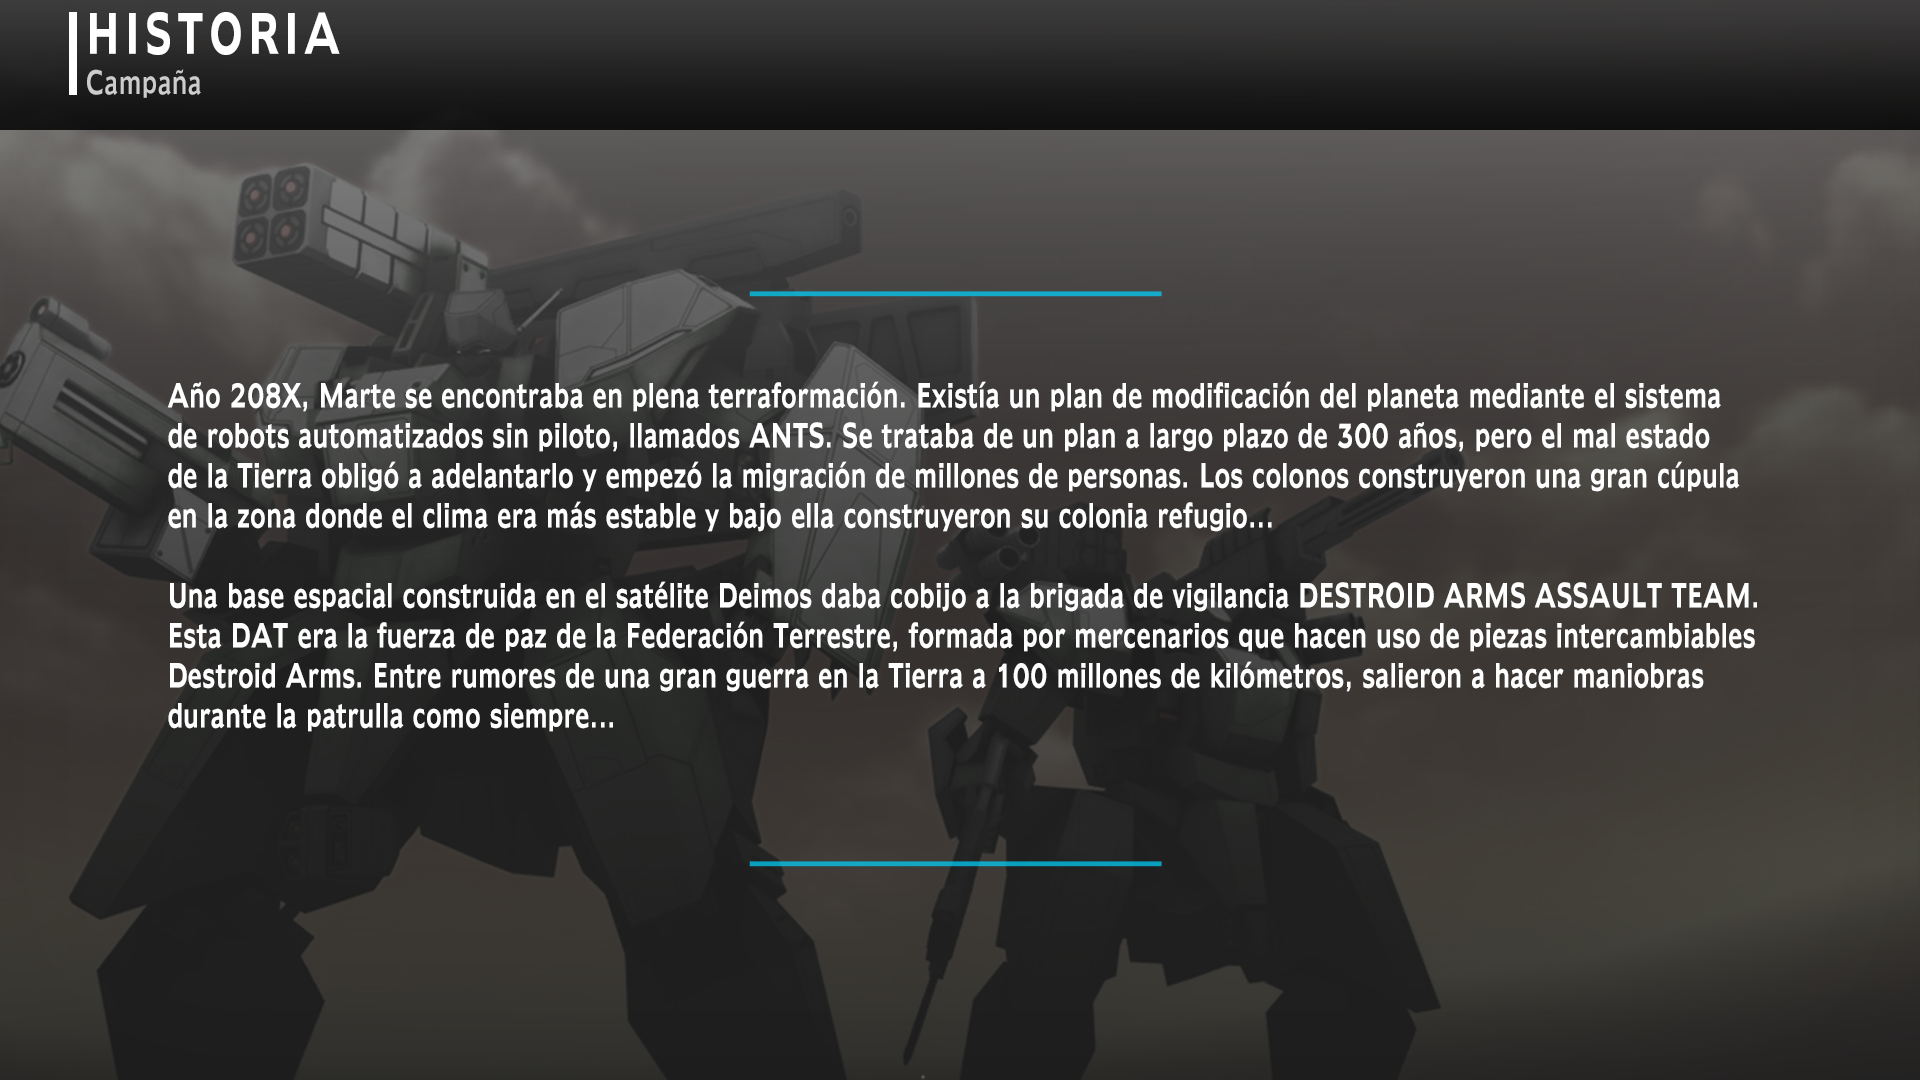 HISTORIA
Campaña
Año 208X, Marte se encontraba en plena terraformación. Existía un plan de modificación del planeta mediante el sistema
de robots automatizados sin piloto, llamados ANTS. Se trataba de un plan a largo plazo de 300 años, pero el mal estado
de la Tierra obligó a adelantarlo y empezó la migración de millones de personas. Los colonos construyeron una gran cúpula
en la zona donde el clima era más estable y bajo ella construyeron su colonia refugio...
Una base espacial construida en el satélite Deimos daba cobijo a la brigada de vigilancia DESTROID ARMS ASSAULT TEAM.
Esta DAT era la fuerza de paz de la Federación Terrestre, formada por mercenarios que hacen uso de piezas intercambiables
Destroid Arms. Entre rumores de una gran guerra en la Tierra a 100 millones de kilómetros, salieron a hacer maniobras
durante la patrulla como siempre...